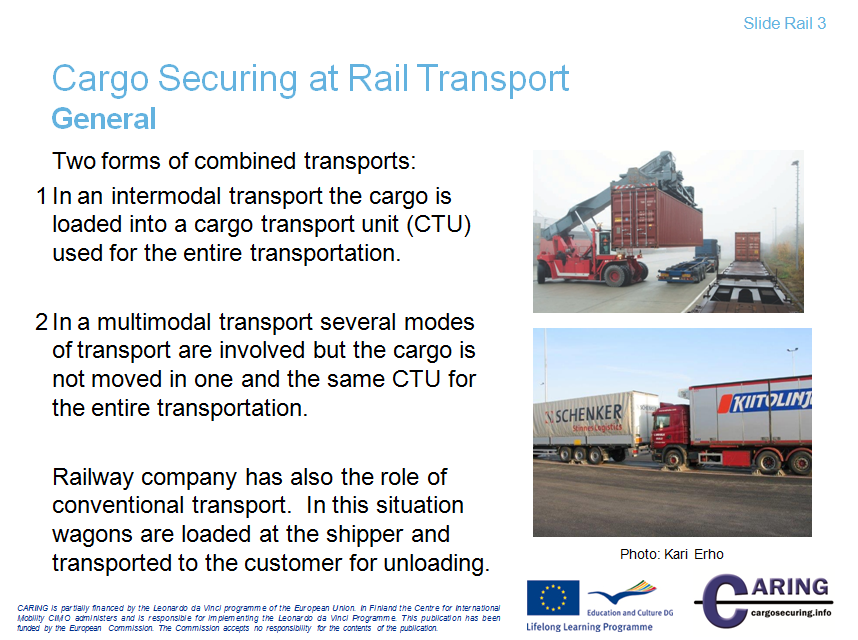 Slide Rail 3
Cargo Securing at Rail Transport
General
Two forms of combined transports:
1 In an intermodal transport the cargo is
loaded into a cargo transport unit (CTU)
used for the entire transportation.
2 In a multimodal transport several modes
of transport are involved but the cargo is
not moved in one and the same CTU for
the entire transportation.
Railway company has also the role of
conventional transport. In this situation
wagons are loaded at the shipper and
transported to the customer for unloading.
SCHENKER
KIITOLINJ
Photo: Kari Erho
Education and Culture DG
Lifelong Learning Programme
CARING
cargosecuring.info
CARING is partially financed by the Leonardo da Vinci programme of the European Union. In Finland the Centre for International
Mobility CIMO administers and is responsible for implementing the Leonardo da Vinci Programme. This publication has been
funded by the European Commission. The Commission accepts no responsibility for the contents of the publication.